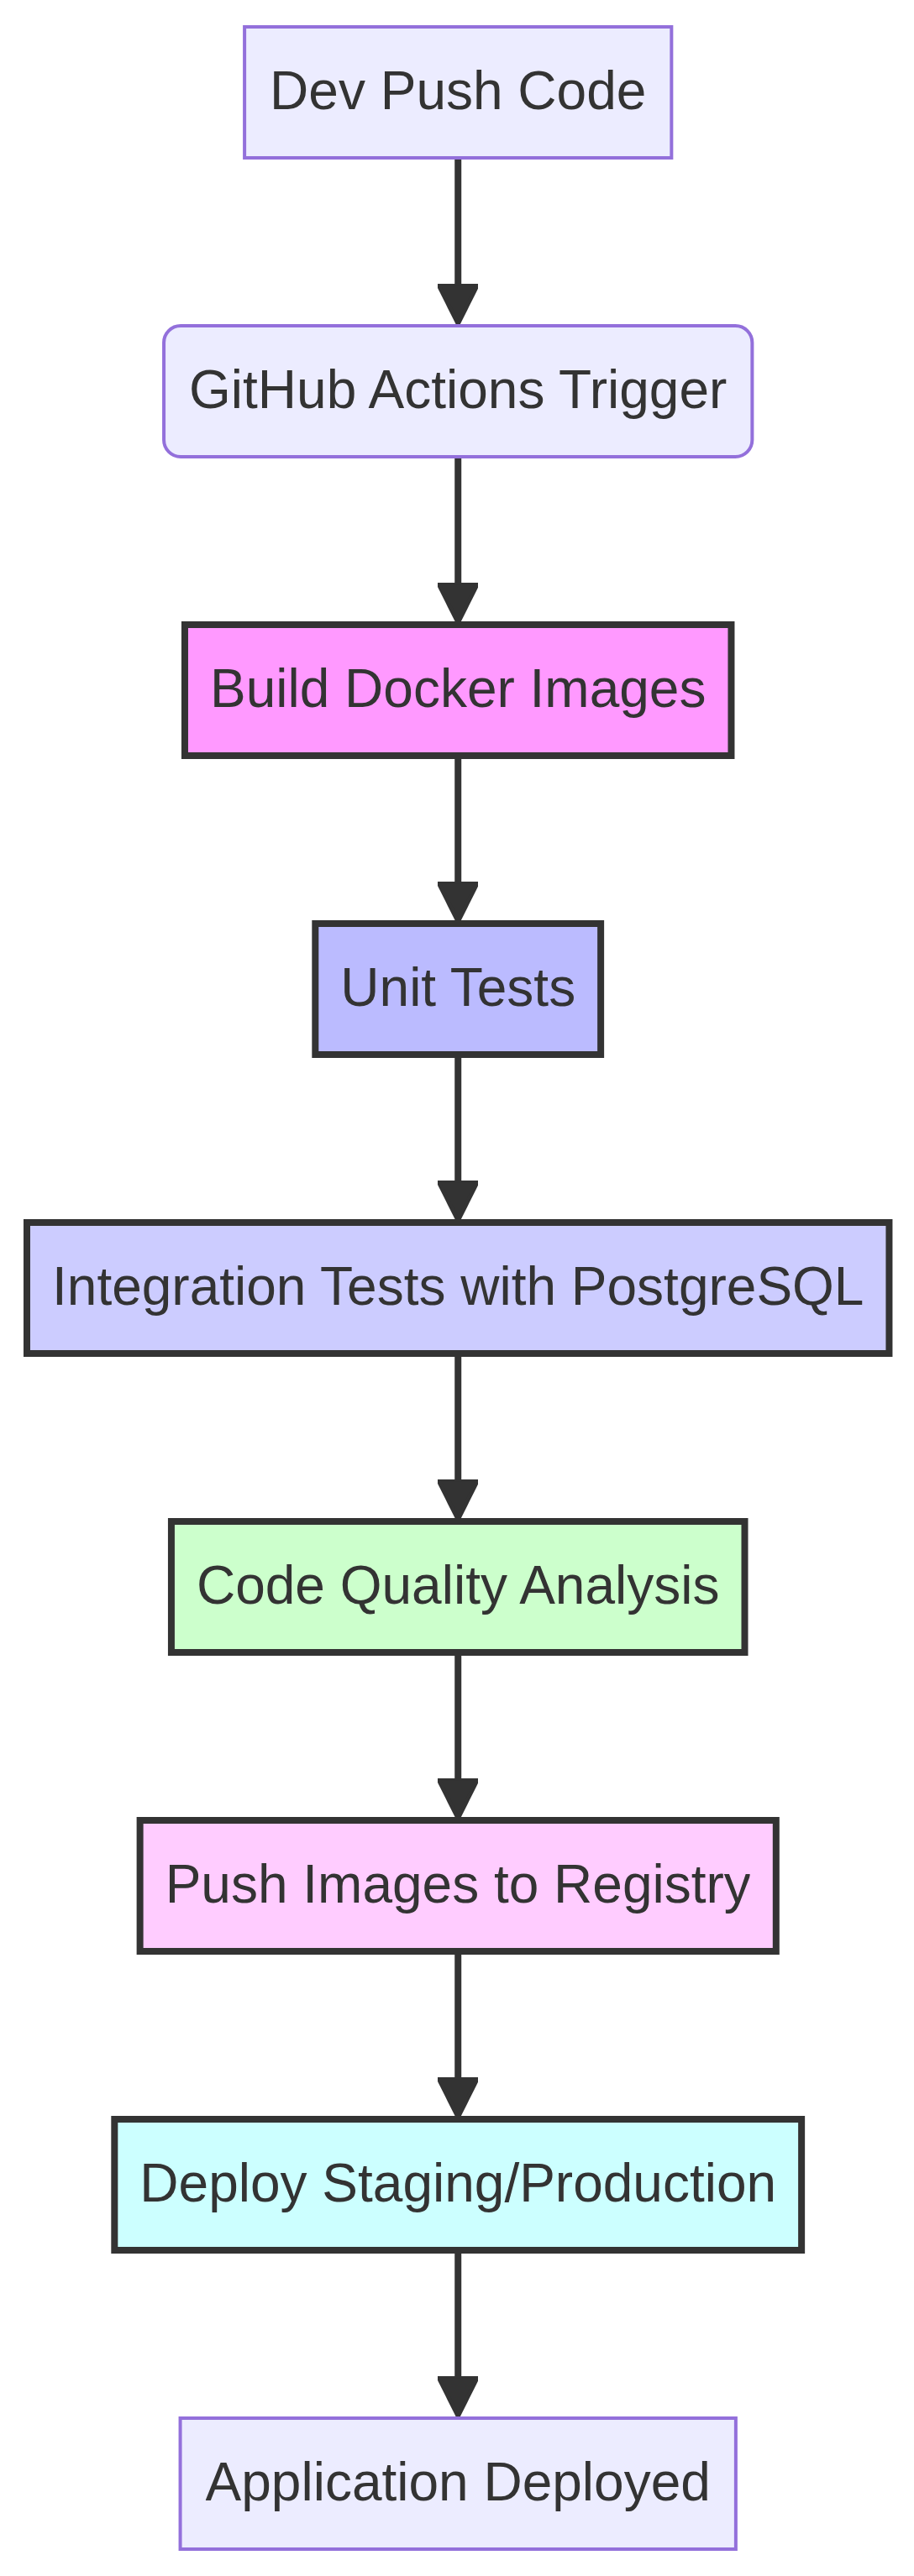 Dev Push Code
GitHub Actions Trigger
Build Docker Images
Unit Tests
Integration Tests with PostgreSQL
Code Quality Analysis
Push Images to Registry
Deploy Staging/Production
Application Deployed